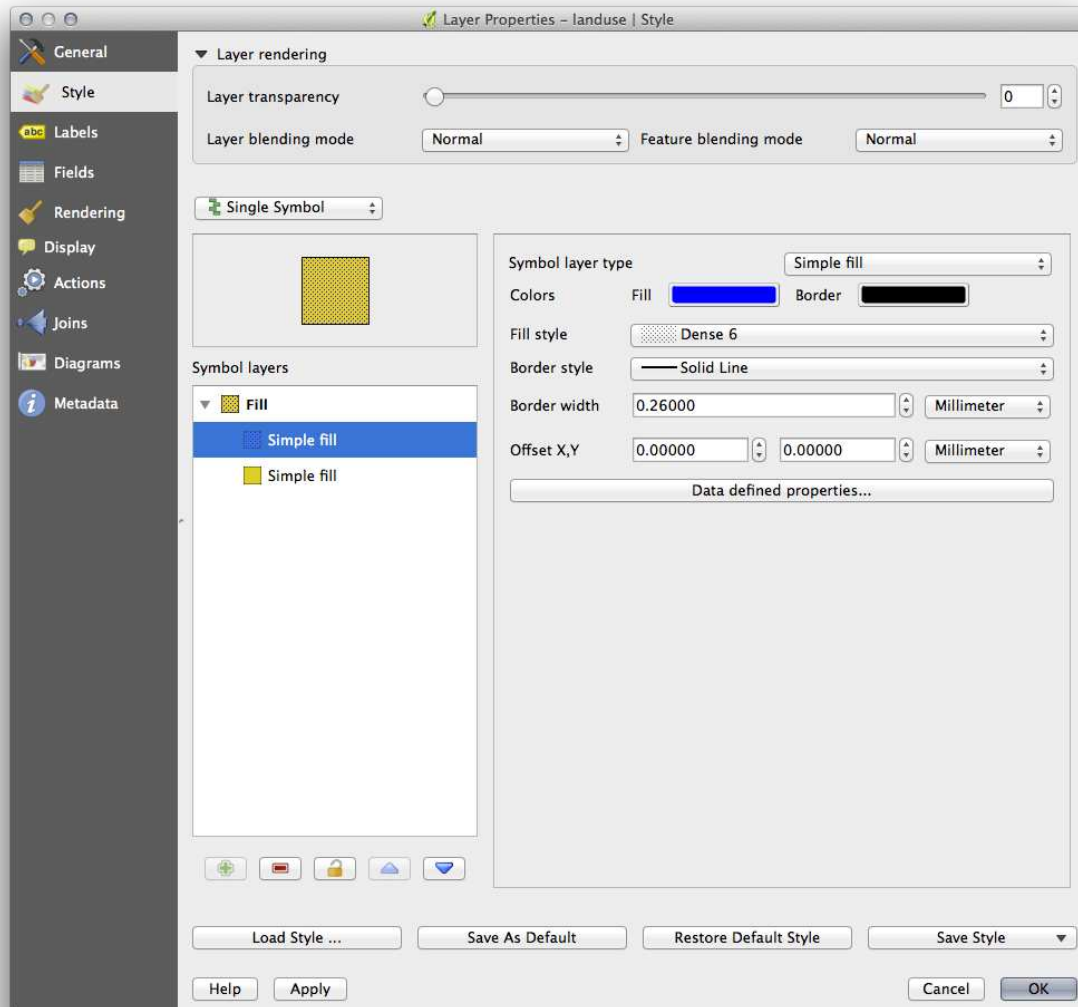 Layer Properties – landuse | Style
General
Style
abc Labels
Fields
Rendering
Display
Actions
Joins
Diagrams
Metadata
Layer rendering
Layer transparency 0
Layer blending mode Normal Feature blending mode Normal
Single Symbol
Symbol layers
Fill
Simple fill
Simple fill
Symbol layer type Simple fill
Colors Fill Border
Fill style Dense 6
Border style Solid Line
Border width 0.26000 Millimeter
Offset X,Y 0.00000 0.00000 Millimeter
Data defined properties...
Load Style ... Save As Default Restore Default Style Save Style
Help Apply Cancel OK